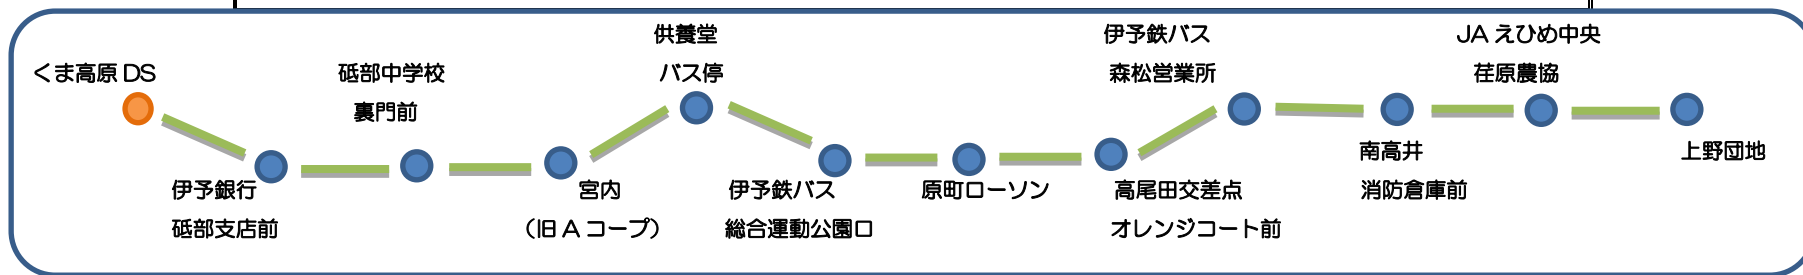 くま高原 DS
伊予銀行
砥部支店前
砥部中学校
裏門前
宮内
（旧 A コープ）
供養堂
バス停
伊予鉄バス
総合運動公園口
原町ローソン
高尾田交差点
オレンジコート前
伊予鉄バス
森松営業所
南高井
消防倉庫前
JA えひめ中央
荏原農協
上野団地